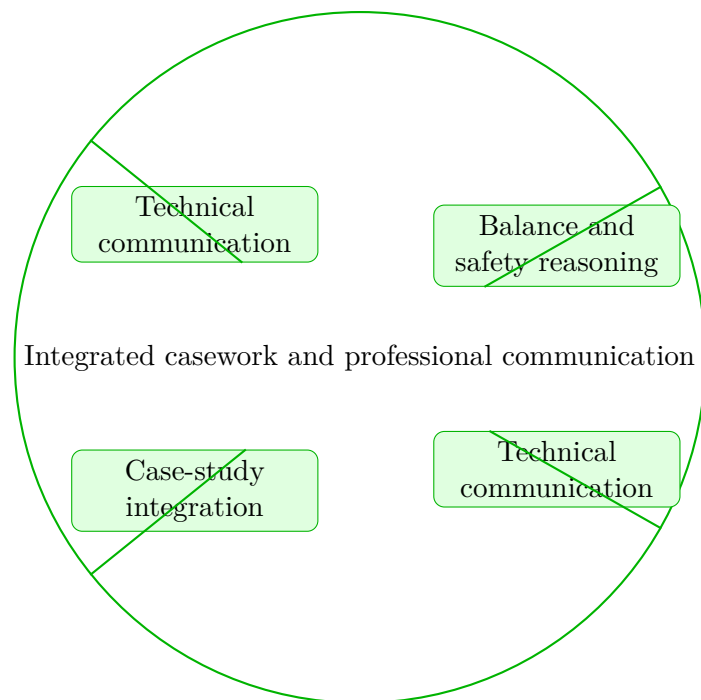 Technical
communication
Balance and
safety reasoning
Integrated casework and professional communication
Case-study
integration
Technical
communication